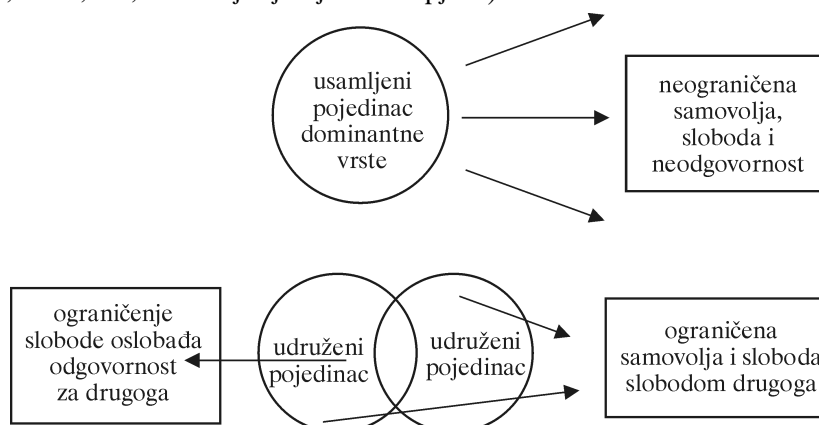 usamljeni
pojedinac
dominantne
vrste
neograničena
samovolja,
sloboda i
neodgovornost
ograničenje
slobode oslobađa
odgovornost
za drugoga
udruženi
pojedinac
udruženi
pojedinac
ograničena
samovolja i sloboda
slobodom drugoga